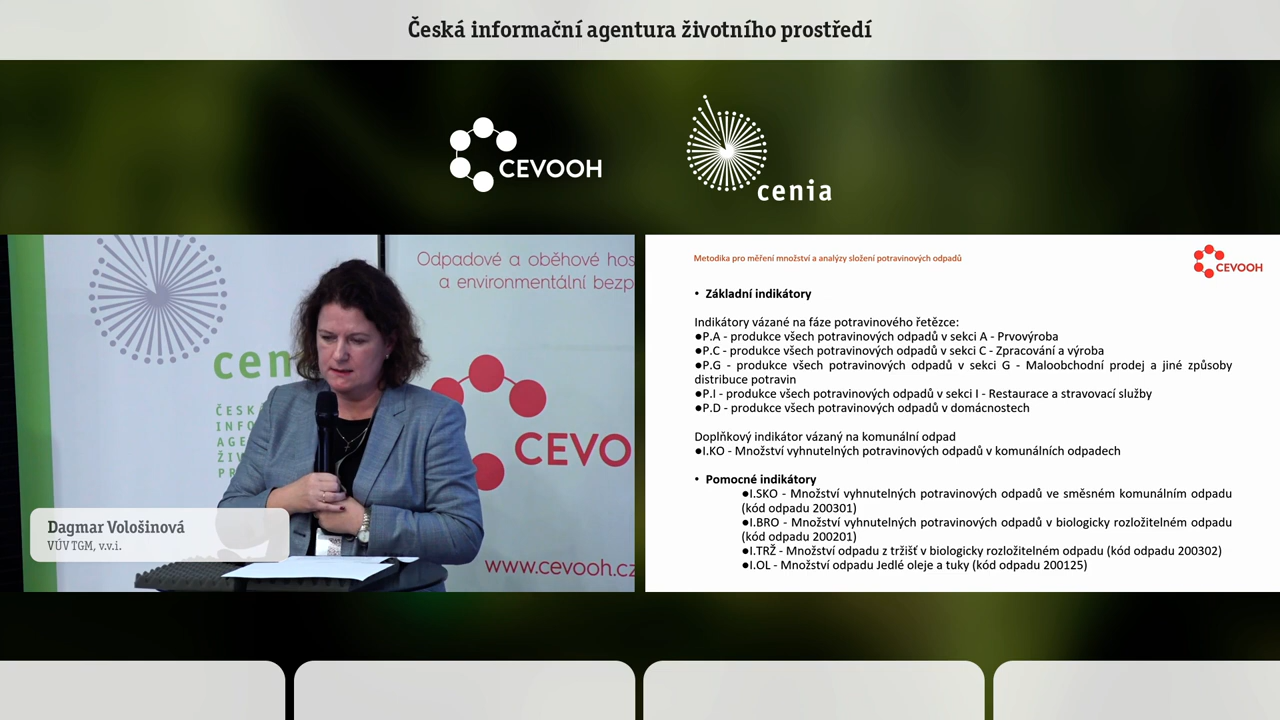 Česká informační agentura životního prostředí
CEVOOH
cenia
Odpadové a oběhové
a environmentální
cen
ČESK
INFO
AGE
ŽIV
PR
CEVO
www.cevooh.cz
Dagmar Vološinová
VÚV TGM, v.v.i.
Metodika pro měření množství a analýzy složení potravinových odpadů
CEVOOH
• Základní indikátory
Indikátory vázané na fáze potravinového řetězce:
●P.A - produkce všech potravinových odpadů v sekci A - Prvovýroba
●P.C - produkce všech potravinových odpadů v sekci C - Zpracování a výroba
●P.G - produkce všech potravinových odpadů v sekci G - Maloobchodní prodej a jiné způsoby
distribuce potravin
●P.I - produkce všech potravinových odpadů v sekci I - Restaurace a stravovací služby
●P.D - produkce všech potravinových odpadů v domácnostech
Doplňkový indikátor vázaný na komunální odpad
●I.KO - Množství vyhnutelných potravinových odpadů v komunálních odpadech
• Pomocné indikátory
●I.SKO - Množství vyhnutelných potravinových odpadů ve směsném komunálním odpadu
(kód odpadu 200301)
●I.BRO - Množství vyhnutelných potravinových odpadů v biologicky rozložitelném odpadu
(kód odpadu 200201)
●I.TRŽ - Množství odpadu z tržišť v biologicky rozložitelném odpadu (kód odpadu 200302)
●I.OL - Množství odpadu Jedlé oleje a tuky (kód odpadu 200125)